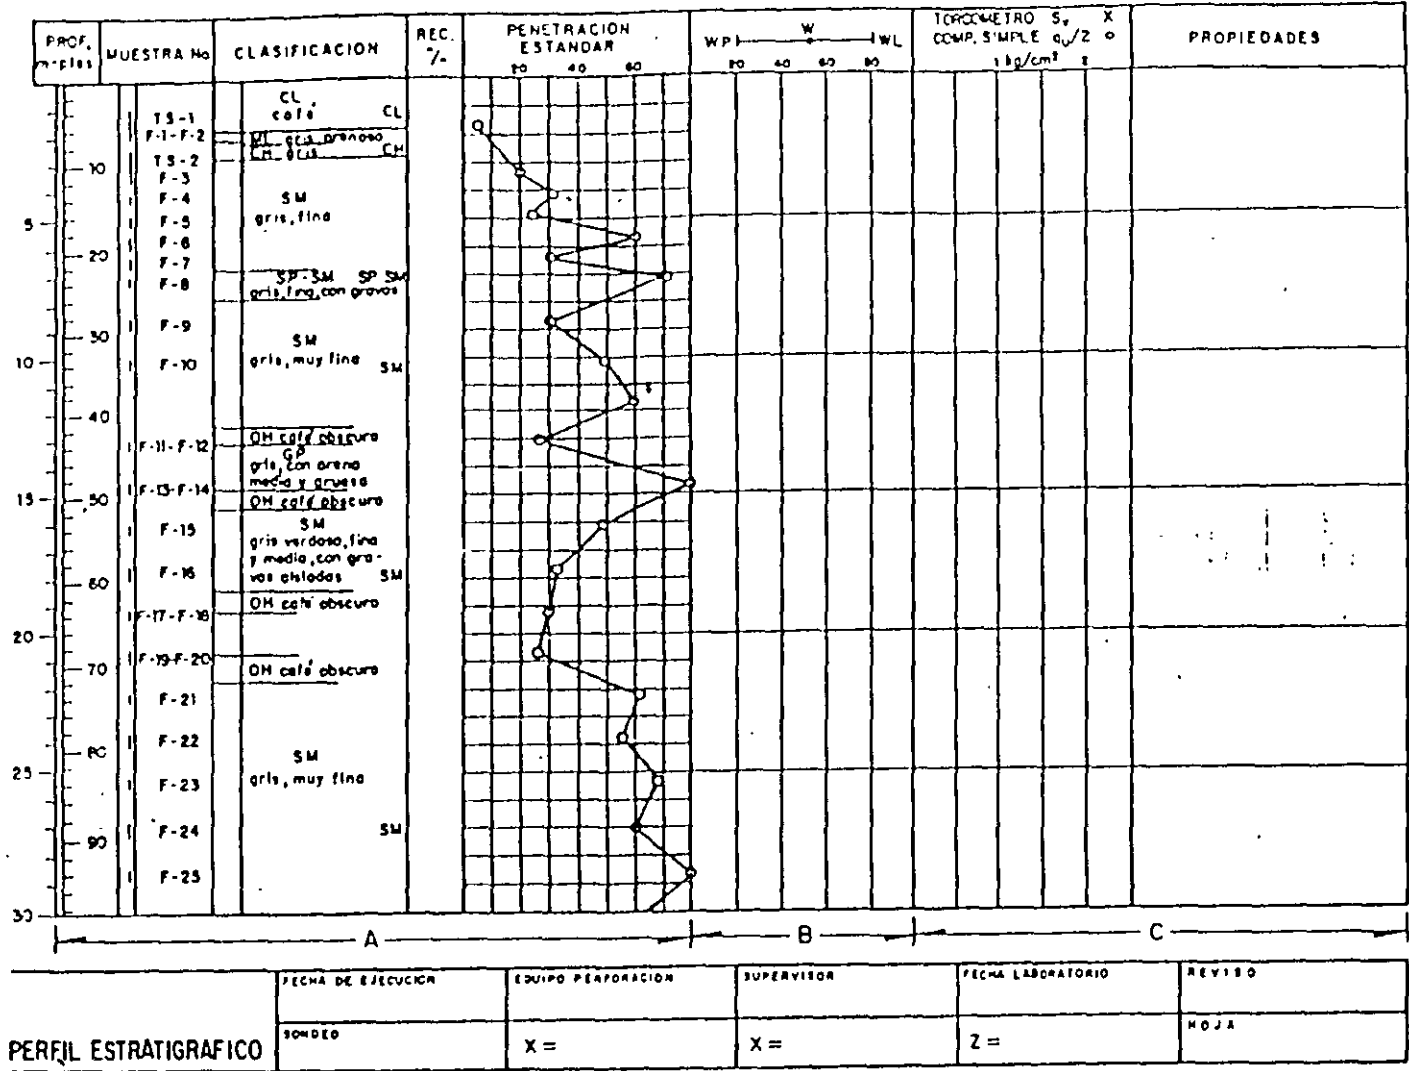 PROF. metros
MUESTRA No
CLASIFICACION
REC. %
PENETRACION ESTANDAR
20 40 60
WP W WL
20 40 60 80
TORCOMETRO Sv X
COMP. SIMPLE qu/2 o
1 kg/cm² 2
PROPIEDADES
CL
café CL
TS-1
F-1-F-2
ML gris arenoso
TS-2
CH gris CH
10
F-3
F-4
SM
gris, fina
5
F-5
F-6
20
F-7
SP-SM SP SM
F-8
gris, fina, con gravas
F-9
30
SM
gris, muy fina SM
10
F-10
40
OH café obscuro
F-11-F-12
GP
gris, con arena
media y gruesa
F-13-F-14
15
50
OH café obscuro
F-15
SM
gris verdoso, fina
y media, con gra-
vas aisladas SM
F-16
60
OH café obscuro
F-17-F-18
20
F-19-F-20
70
OH café obscuro
F-21
F-22
80
SM
gris, muy fina
25
F-23
F-24
SM
90
F-25
30
A B C
FECHA DE EJECUCION
EQUIPO PERFORACION
SUPERVISOR
FECHA LABORATORIO
REVISO
PERFIL ESTRATIGRAFICO
SONDEO
X =
X =
Z =
HOJA